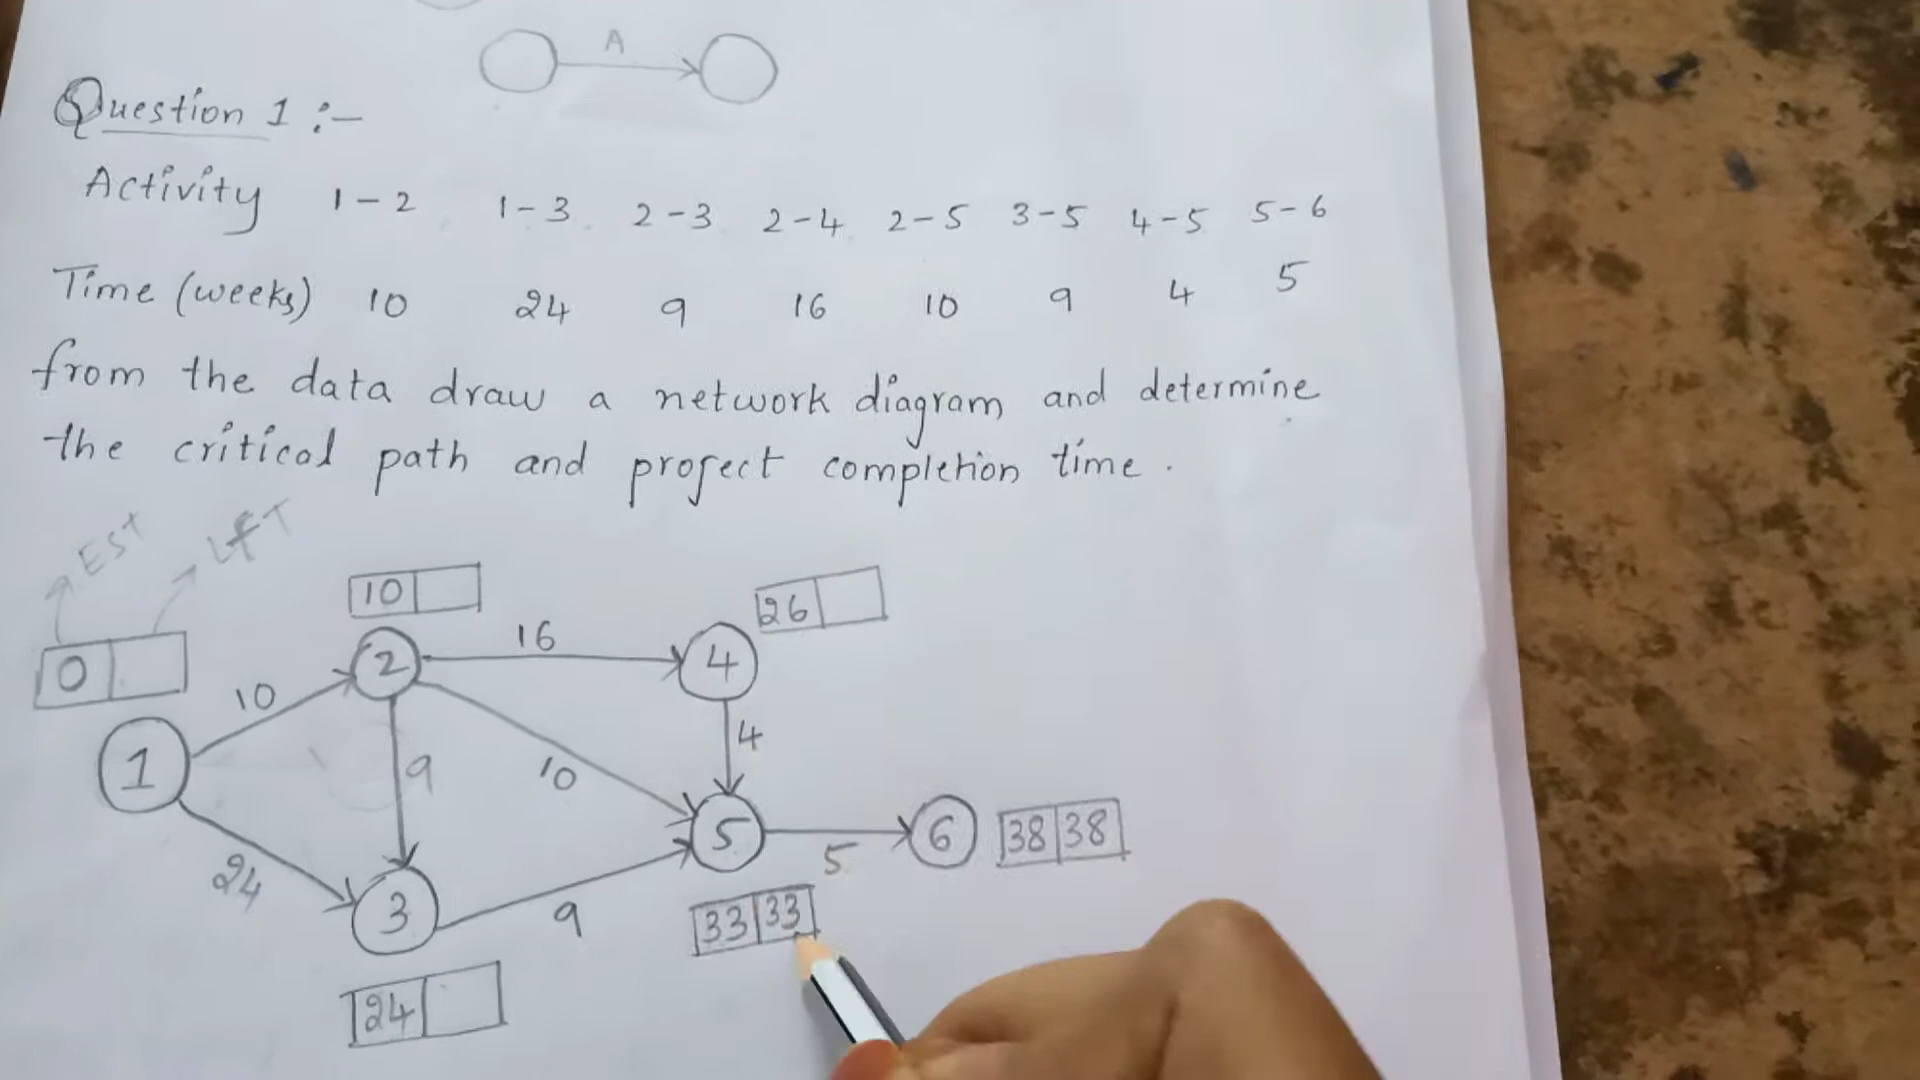 A
Question 1 :-
Activity 1-2 1-3 2-3 2-4 2-5 3-5 4-5 5-6
Time (weeks) 10 24 9 16 10 9 4 5
from the data draw a network diagram and determine
the critical path and project completion time.
EST LFT
10
26
0
2
16
4
10
1
9
10
4
5
5
6
38 38
24
3
9
33 33
24